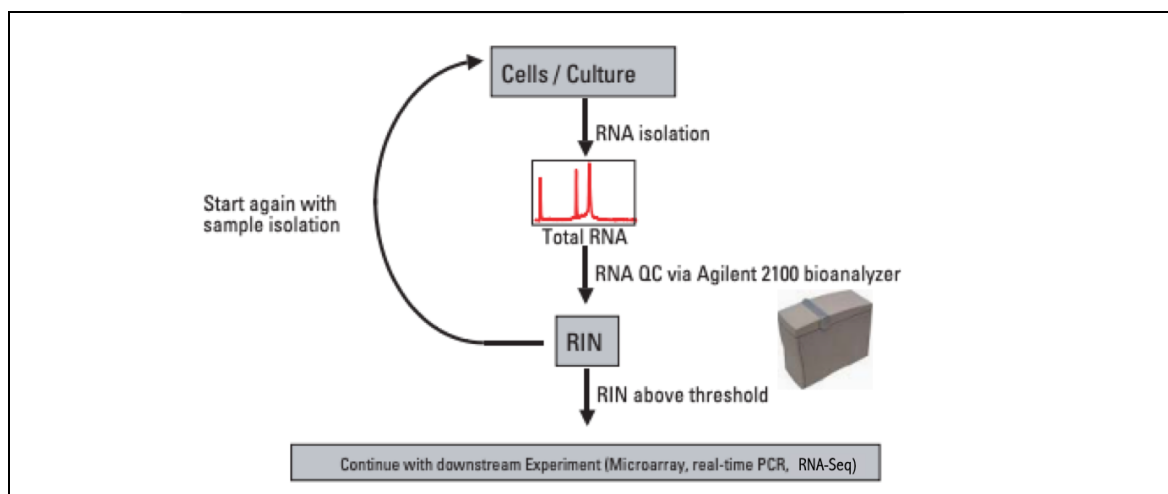 Cells / Culture
RNA isolation
Start again with
sample isolation
Total RNA
RNA QC via Agilent 2100 bioanalyzer
RIN
RIN above threshold
Continue with downstream Experiment (Microarray, real-time PCR, RNA-Seq)